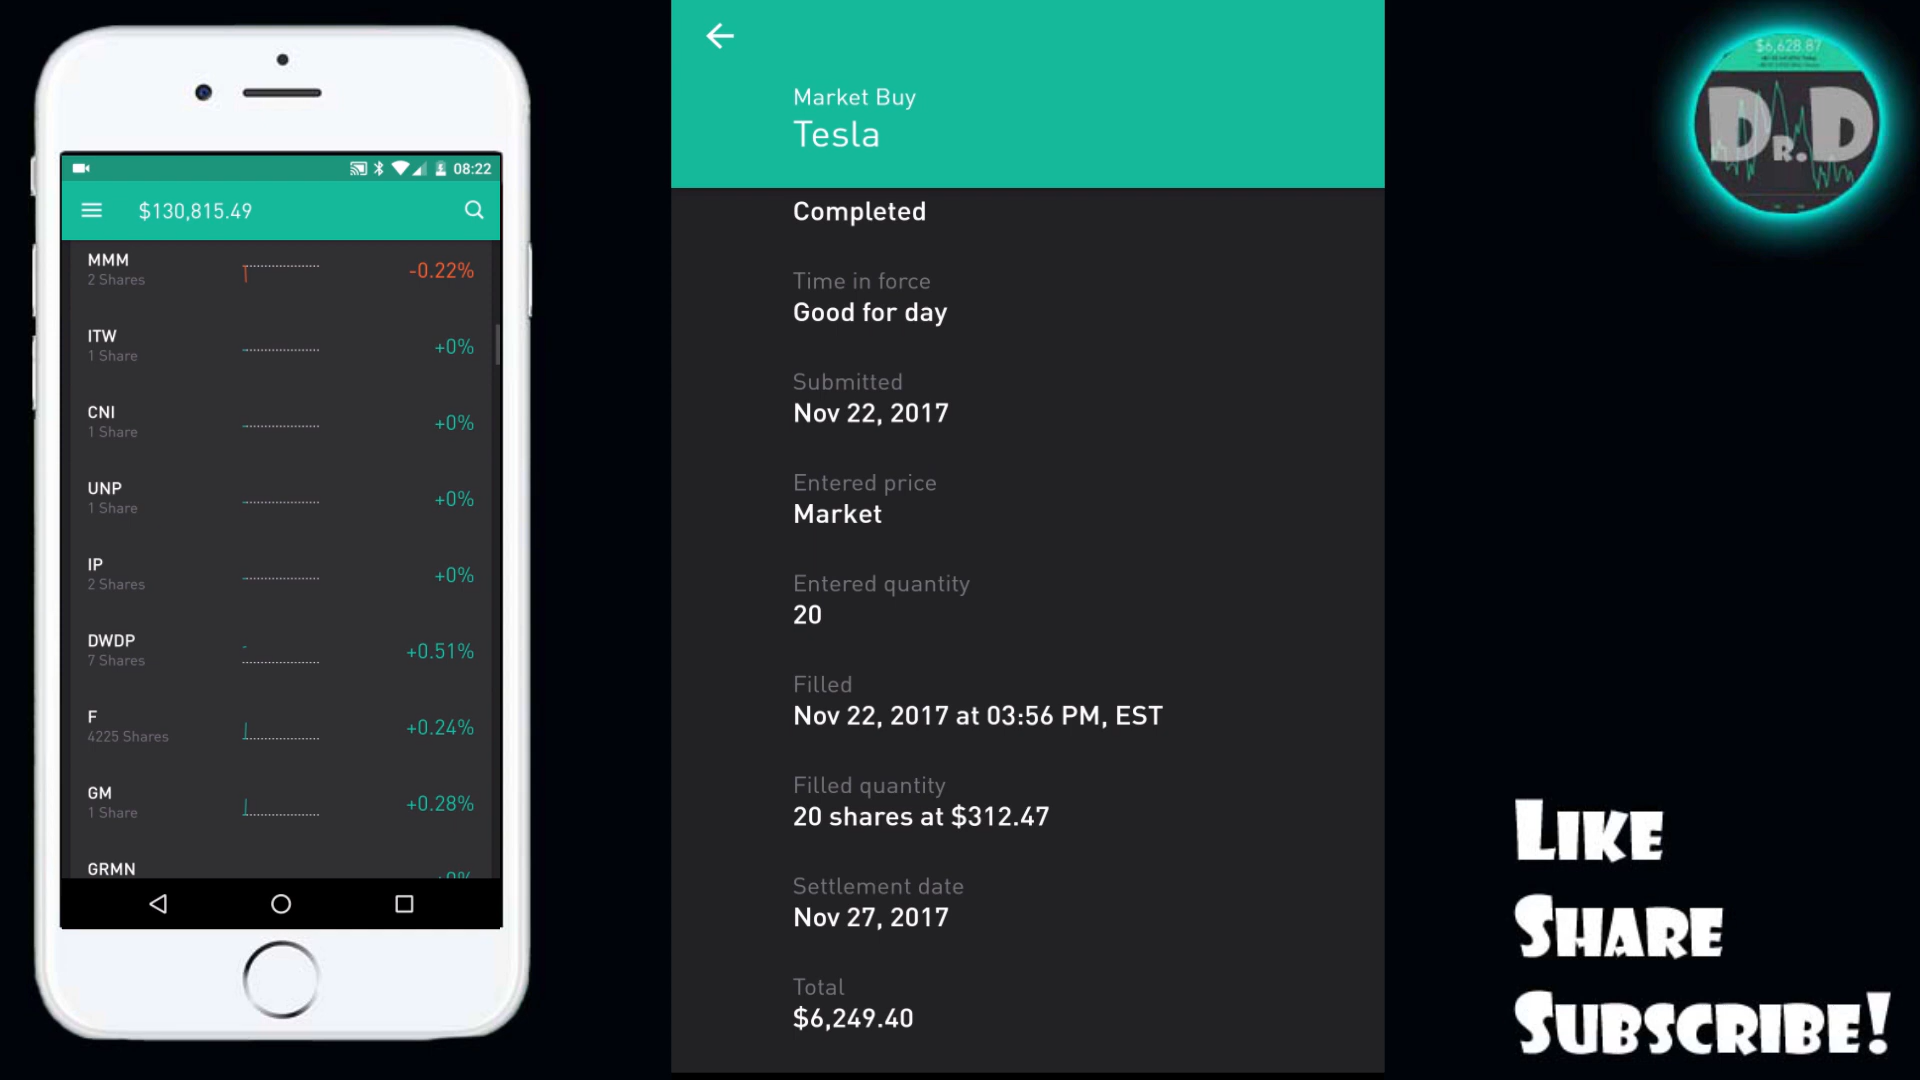 08:22
$130,815.49
MMM
2 Shares
-0.22%
ITW
1 Share
+0%
CNI
1 Share
+0%
UNP
1 Share
+0%
IP
2 Shares
+0%
DWDP
7 Shares
+0.51%
F
4225 Shares
+0.24%
GM
1 Share
+0.28%
GRMN
Market Buy
Tesla
Completed
Time in force
Good for day
Submitted
Nov 22, 2017
Entered price
Market
Entered quantity
20
Filled
Nov 22, 2017 at 03:56 PM, EST
Filled quantity
20 shares at $312.47
Settlement date
Nov 27, 2017
Total
$6,249.40
$6,628.87
DR.D
LIKE
SHARE
SUBSCRIBE!